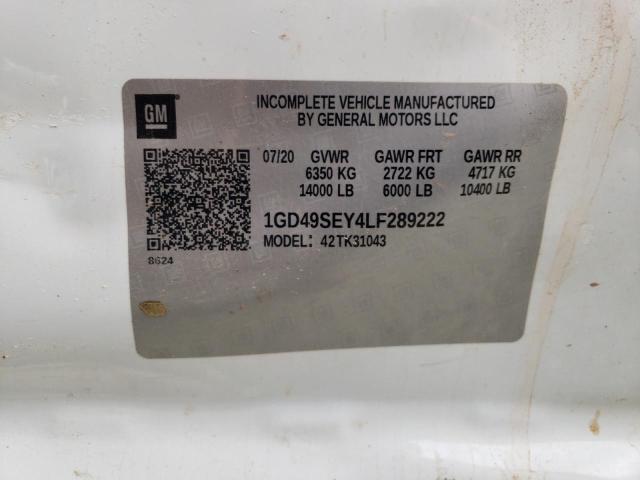 GM
INCOMPLETE VEHICLE MANUFACTURED
BY GENERAL MOTORS LLC
07/20 GVWR GAWR FRT GAWR RR
6350 KG 2722 KG 4717 KG
14000 LB 6000 LB 10400 LB
1GD49SEY4LF289222
MODEL: 42TK31043
8624